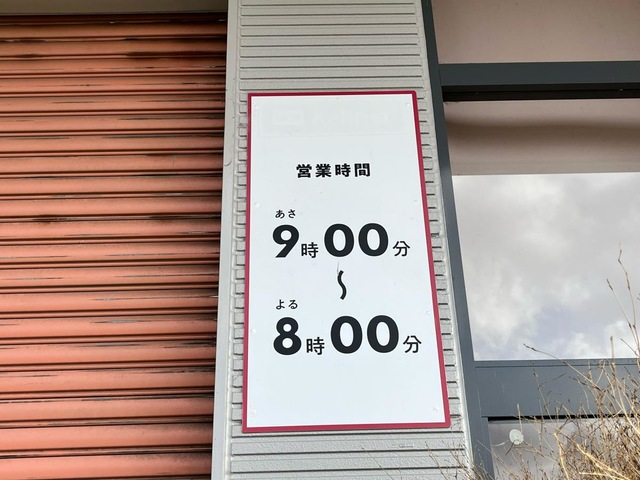 営業時間
あさ
9時00分
〜
よる
8時00分